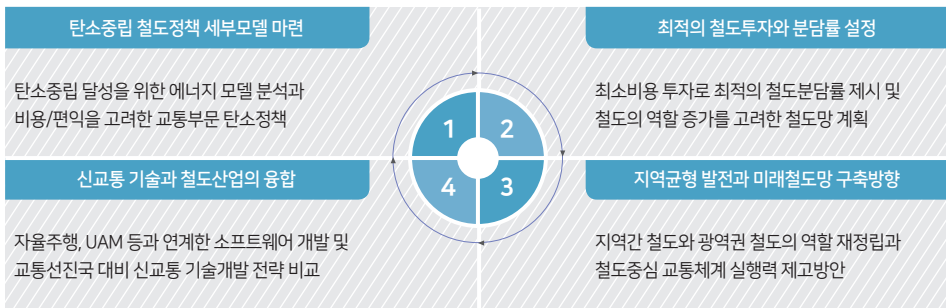 탄소중립 철도정책 세부모델 마련
탄소중립 달성을 위한 에너지 모델 분석과
비용/편익을 고려한 교통부문 탄소정책
최적의 철도투자와 분담률 설정
최소비용 투자로 최적의 철도분담률 제시 및
철도의 역할 증가를 고려한 철도망 계획
1
2
4
3
신교통 기술과 철도산업의 융합
자율주행, UAM 등과 연계한 소프트웨어 개발 및
교통선진국 대비 신교통 기술개발 전략 비교
지역균형 발전과 미래철도망 구축방향
지역간 철도와 광역권 철도의 역할 재정립과
철도중심 교통체계 실행력 제고방안